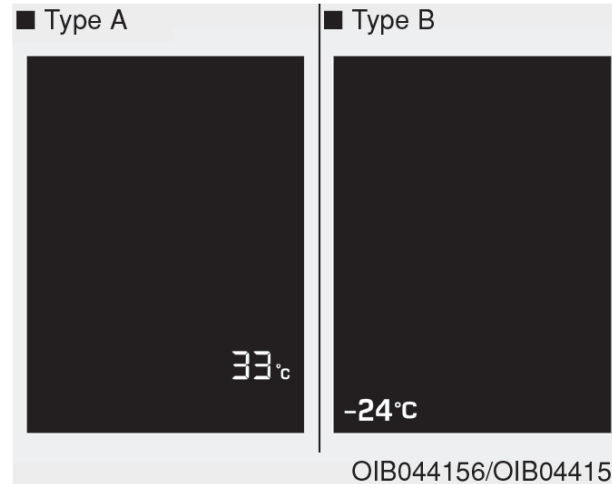 ■ Type A
■ Type B
33°C
-24°C
OIB044156/OIB04415